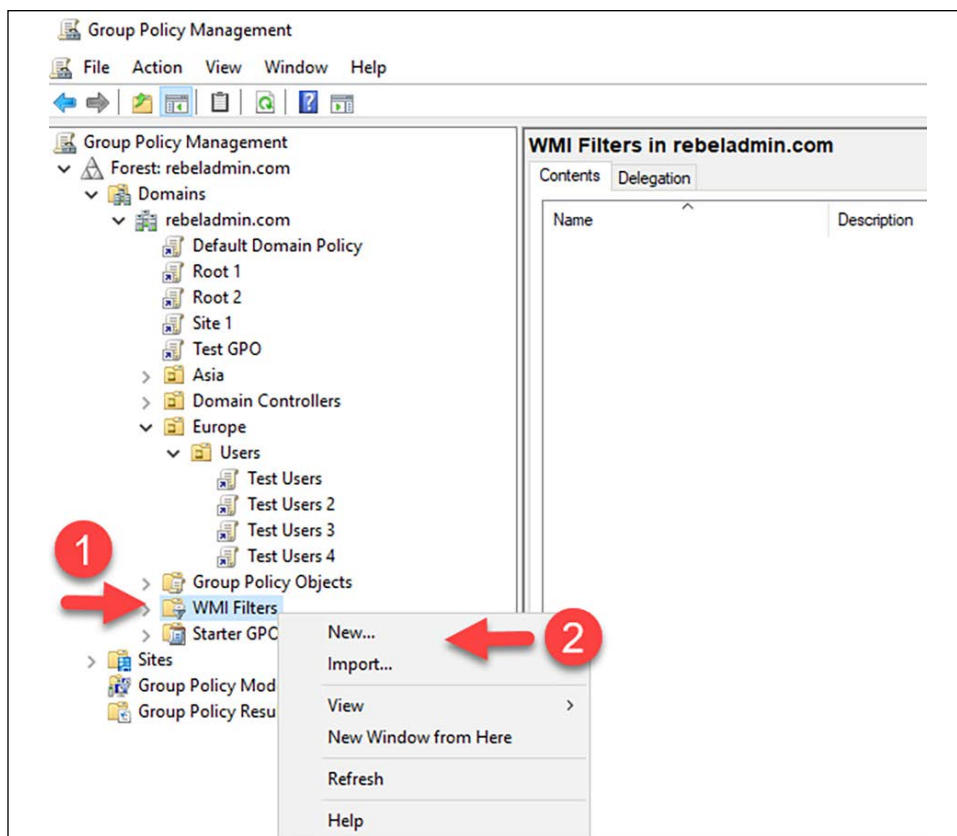 Group Policy Management
File Action View Window Help
Group Policy Management
Forest: rebeladmin.com
Domains
rebeladmin.com
Default Domain Policy
Root 1
Root 2
Site 1
Test GPO
Asia
Domain Controllers
Europe
Users
Test Users
Test Users 2
Test Users 3
Test Users 4
1
Group Policy Objects
WMI Filters
Starter GPO
Sites
Group Policy Mod
Group Policy Resu
New...
2
Import...
View
New Window from Here
Refresh
Help
WMI Filters in rebeladmin.com
Contents Delegation
Name Description